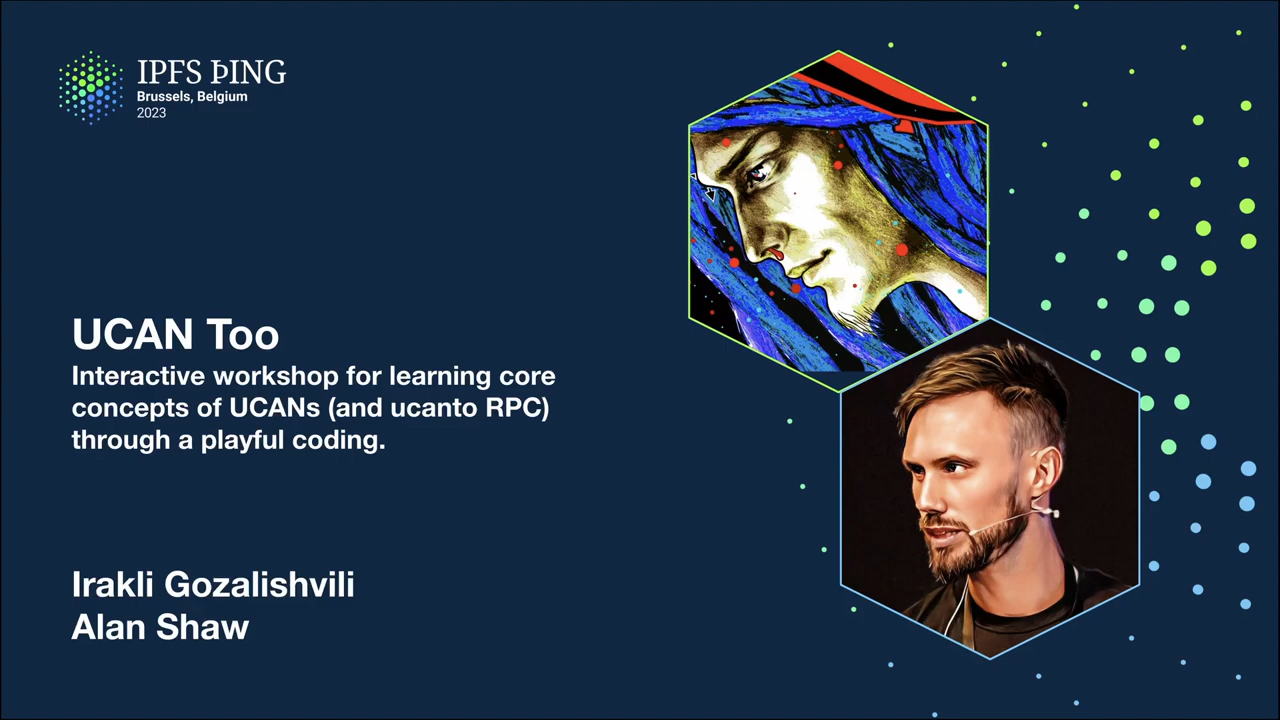 IPFS ÞING
Brussels, Belgium
2023
UCAN Too
Interactive workshop for learning core
concepts of UCANs (and ucanto RPC)
through a playful coding.
Irakli Gozalishvili
Alan Shaw